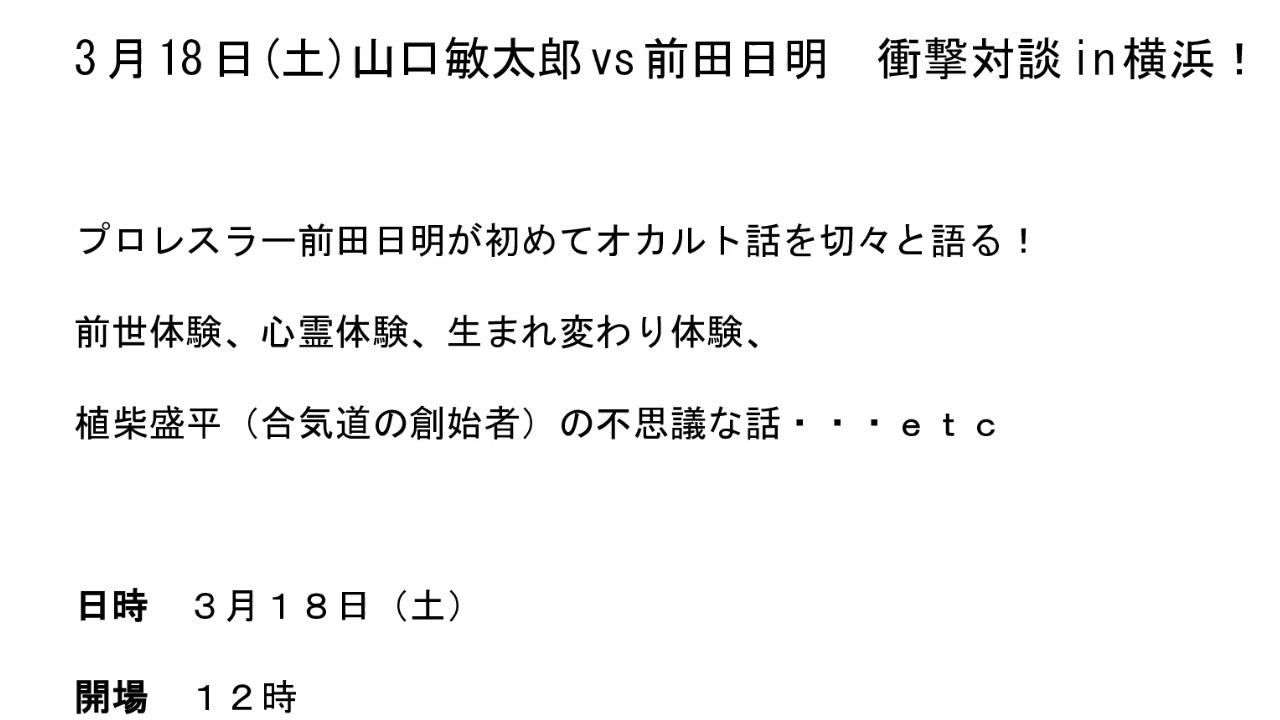 3月18日(土)山口敏太郎vs前田日明　衝撃対談in横浜！
プロレスラー前田日明が初めてオカルト話を切々と語る！
前世体験、心霊体験、生まれ変わり体験、
植柴盛平（合気道の創始者）の不思議な話・・・ｅｔｃ
日時　３月１８日（土）
開場　１２時